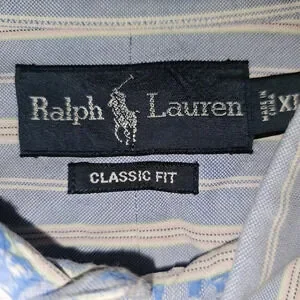 Ralph Lauren
MADE IN
CHINA
XL
CLASSIC FIT